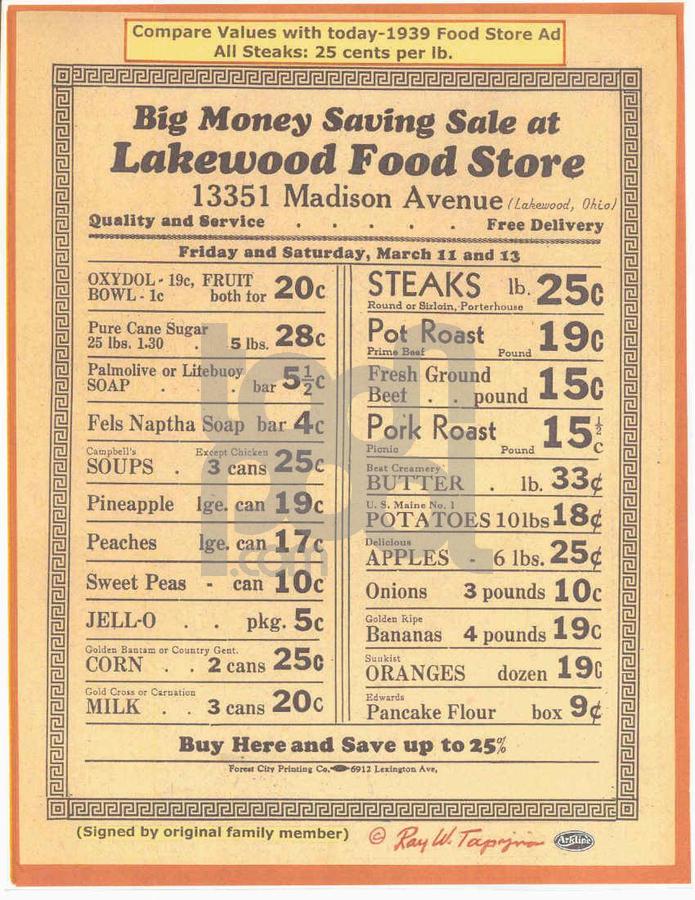 Compare Values with today-1939 Food Store Ad
All Steaks: 25 cents per lb.
Big Money Saving Sale at
Lakewood Food Store
13351 Madison Avenue (Lakewood, Ohio)
Quality and Service . . . . . Free Delivery
Friday and Saturday, March 11 and 13
OXYDOL - 19c, FRUIT
BOWL - 1c both for 20c
Pure Cane Sugar
25 lbs. 1.30 . 5 lbs. 28c
Palmolive or Litebuoy
SOAP . . . bar 5½c
Fels Naptha Soap bar 4c
Campbell's Except Chicken
SOUPS . 3 cans 25c
Pineapple lge. can 19c
Peaches lge. can 17c
Sweet Peas - can 10c
JELL-O . . pkg. 5c
Golden Bantam or Country Gent.
CORN . . 2 cans 25c
Gold Cross or Carnation
MILK . . 3 cans 20c
STEAKS lb. 25c
Round or Sirloin, Porterhouse
Pot Roast 19c
Prime Beef Pound
Fresh Ground
Beef . . pound 15c
Pork Roast 15½c
Picnic Pound
Best Creamery
BUTTER . lb. 33¢
U. S. Maine No. 1
POTATOES 10lbs 18¢
Delicious
APPLES - 6 lbs. 25¢
Onions 3 pounds 10c
Golden Ripe
Bananas 4 pounds 19c
Sunkist
ORANGES dozen 19c
Edwards
Pancake Flour box 9¢
Buy Here and Save up to 25%
Forest City Printing Co. 6912 Lexington Ave,
(Signed by original family member) © Ray W. Arkline
.com